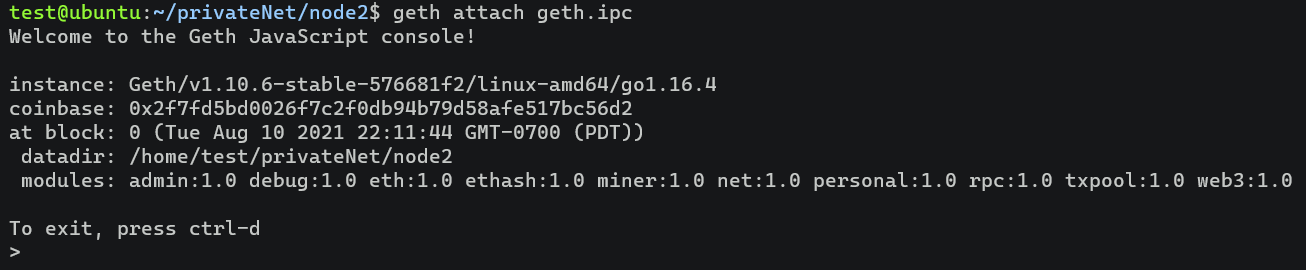 test@ubuntu:~/privateNet/node2$ geth attach geth.ipc
Welcome to the Geth JavaScript console!
instance: Geth/v1.10.6-stable-576681f2/linux-amd64/go1.16.4
coinbase: 0x2f7fd5bd0026f7c2f0db94b79d58afe517bc56d2
at block: 0 (Tue Aug 10 2021 22:11:44 GMT-0700 (PDT))
 datadir: /home/test/privateNet/node2
 modules: admin:1.0 debug:1.0 eth:1.0 ethash:1.0 miner:1.0 net:1.0 personal:1.0 rpc:1.0 txpool:1.0 web3:1.0
To exit, press ctrl-d
>